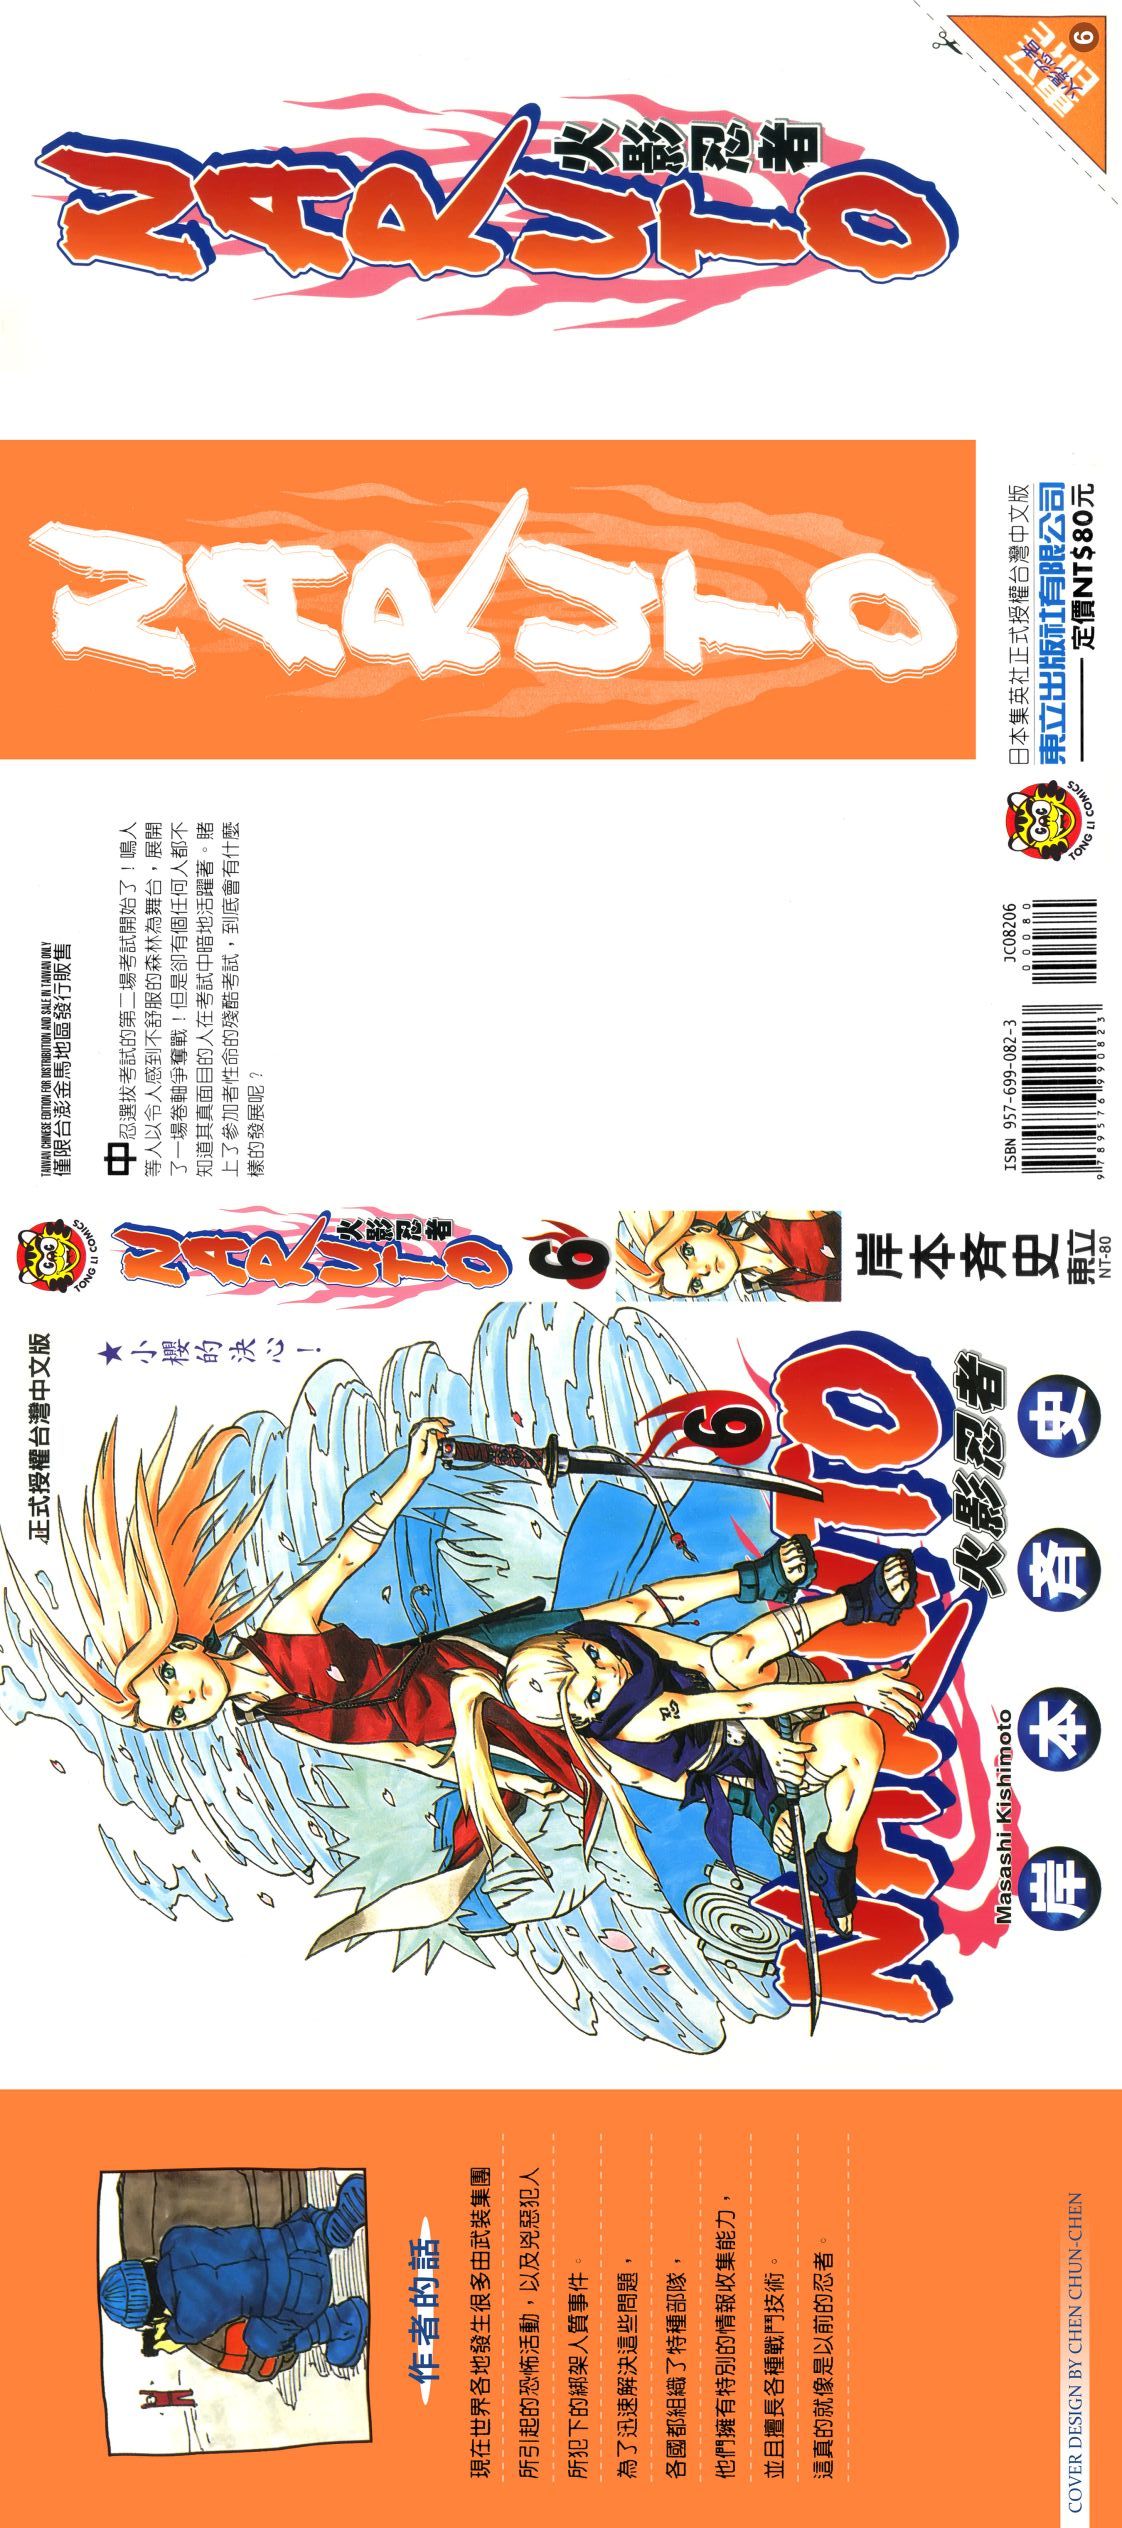 NARUTO
火影忍者
東立
火影忍者
6
NARUTO
日本集英社正式授權台灣中文版
東立出版社有限公司
定價NT$80元
TONG LI COMICS
TAIWAN CHINESE EDITION FOR DISTRIBUTION AND SALE IN TAIWAN ONLY
僅限台澎金馬地區發行販售
中忍選拔考試的第二場考試開始了！鳴人
等人以令人感到不舒服的森林為舞台，展開
了一場卷軸爭奪戰！但是卻有個任何人都不
知道其真面目的人在考試中暗地活躍著。賭
上了參加者性命的殘酷考試，到底會有什麼
樣的發展呢？
JC08206
00080
ISBN 957-699-082-3
9 789576 990823
TONG LI COMICS
NARUTO
火影忍者
6
岸本斉史
東立
NT-80
正式授權台灣中文版
★小櫻的決心！
6
NARUTO
火影忍者
忍
Masashi Kishimoto
岸本斉史
作者的話
現在世界各地發生很多由武裝集團
所引起的恐怖活動，以及兇惡犯人
所犯下的綁架人質事件。
為了迅速解決這些問題，
各國都組織了特種部隊，
他們擁有特別的情報收集能力，
並且擅長各種戰鬥技術。
這真的就像是以前的忍者。
COVER DESIGN BY CHEN CHUN-CHEN